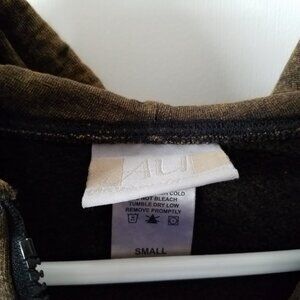 COLD
NOT BLEACH
TUMBLE DRY LOW
REMOVE PROMPTLY
SMALL